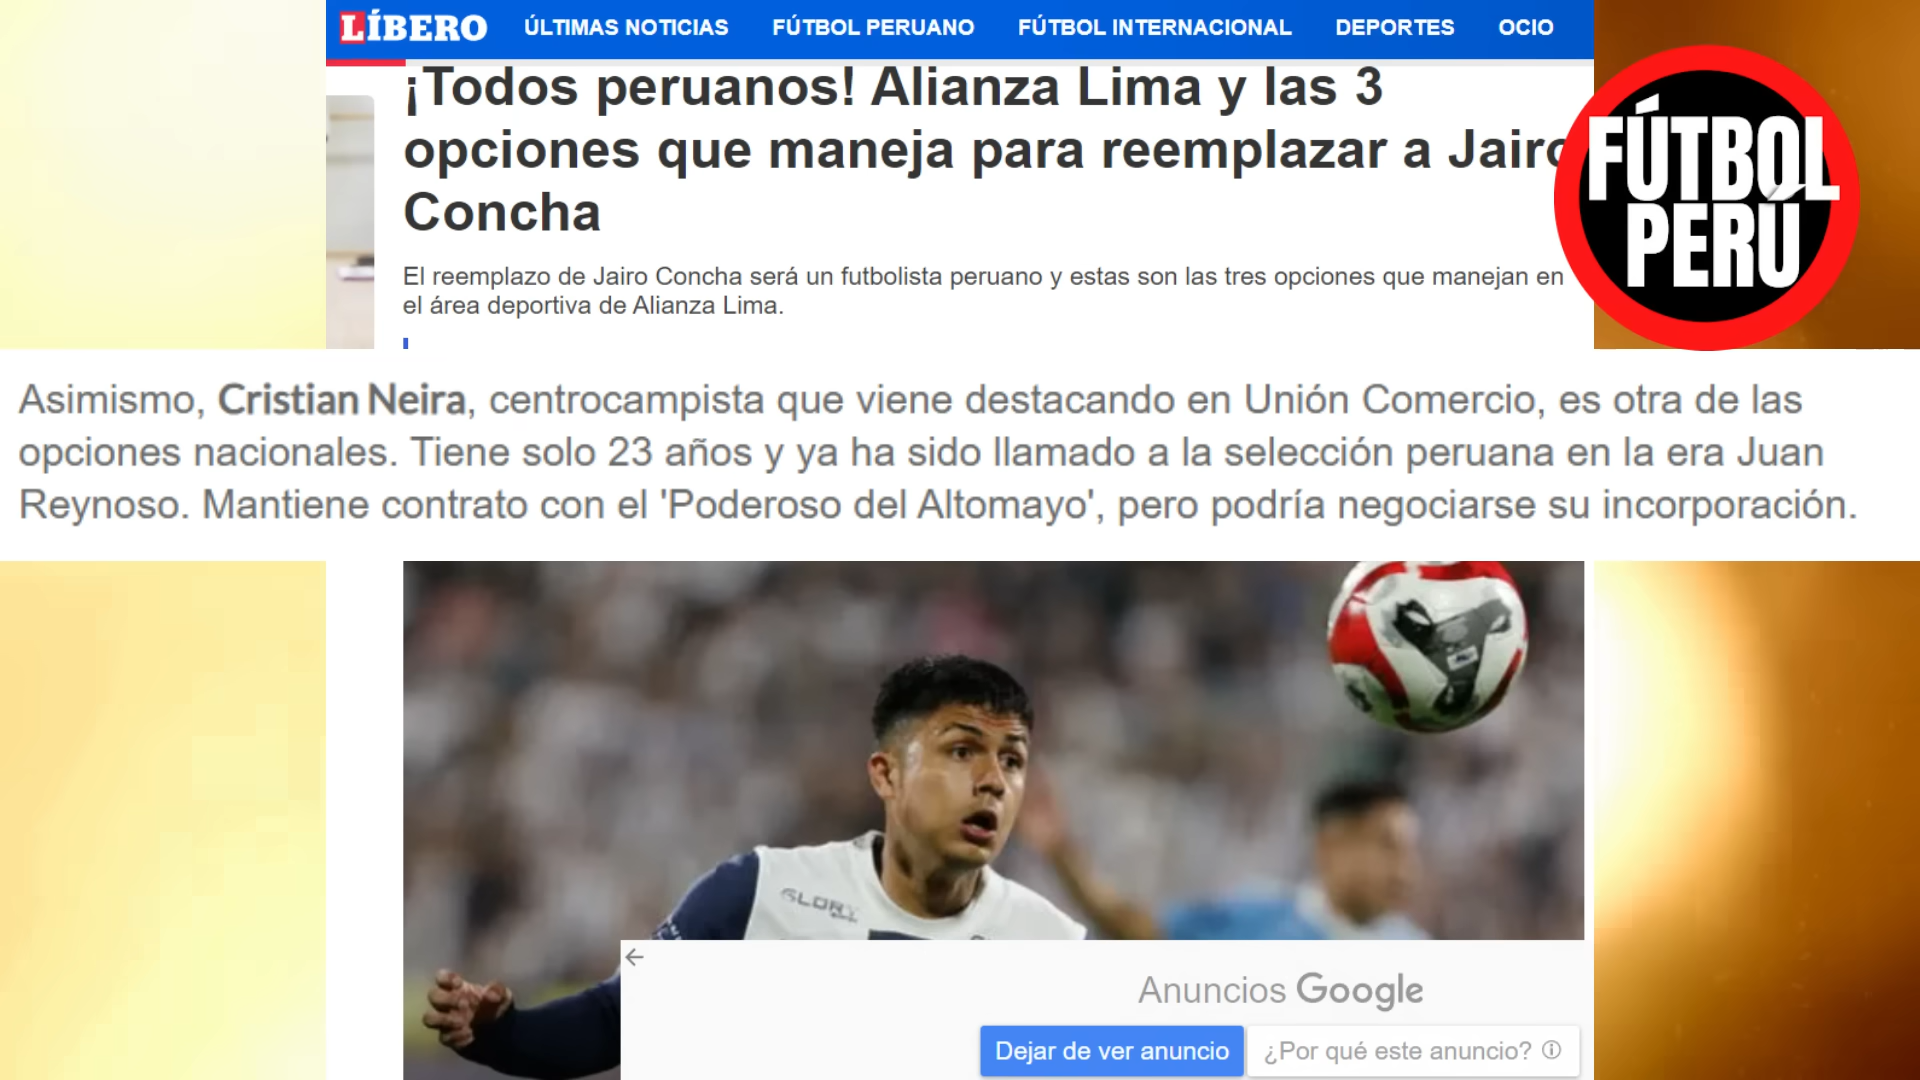 LÍBERO ÚLTIMAS NOTICIAS FÚTBOL PERUANO FÚTBOL INTERNACIONAL DEPORTES OCIO
¡Todos peruanos! Alianza Lima y las 3
opciones que maneja para reemplazar a Jairo
Concha
FÚTBOL
PERÚ
El reemplazo de Jairo Concha será un futbolista peruano y estas son las tres opciones que manejan en
el área deportiva de Alianza Lima.
Asimismo, Cristian Neira, centrocampista que viene destacando en Unión Comercio, es otra de las
opciones nacionales. Tiene solo 23 años y ya ha sido llamado a la selección peruana en la era Juan
Reynoso. Mantiene contrato con el 'Poderoso del Altomayo', pero podría negociarse su incorporación.
GLORY
Anuncios Google
Dejar de ver anuncio ¿Por qué este anuncio?